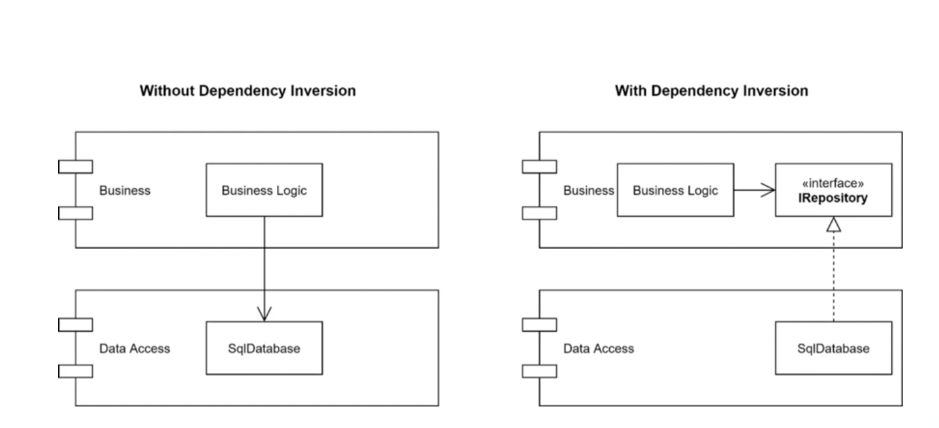 Without Dependency Inversion
Business
Business Logic
Data Access
SqlDatabase
With Dependency Inversion
Business
Business Logic
«interface»
IRepository
Data Access
SqlDatabase